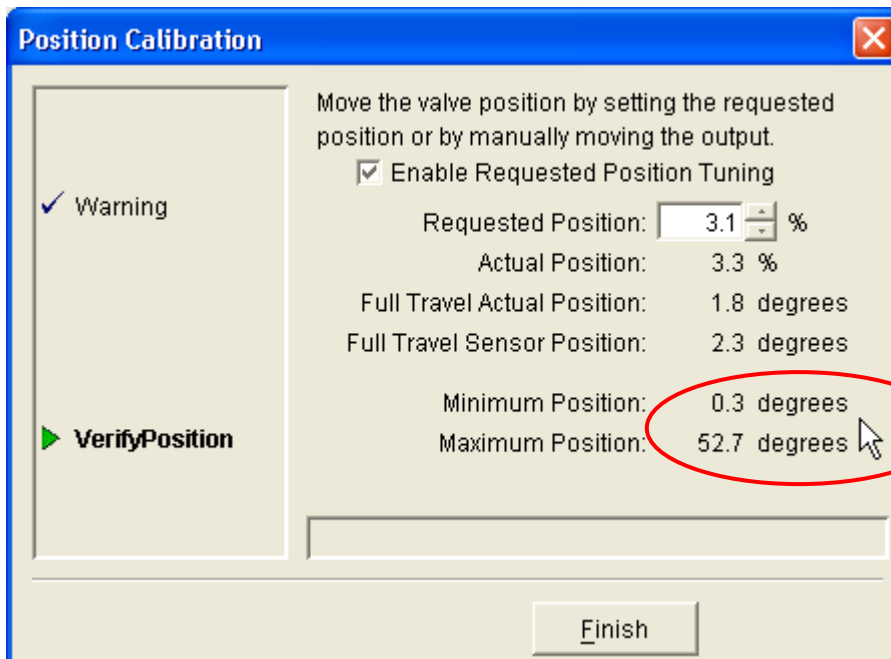 Position Calibration
Warning
VerifyPosition
Move the valve position by setting the requested
position or by manually moving the output.
Enable Requested Position Tuning
Requested Position: 3.1 %
Actual Position: 3.3 %
Full Travel Actual Position: 1.8 degrees
Full Travel Sensor Position: 2.3 degrees
Minimum Position: 0.3 degrees
Maximum Position: 52.7 degrees
Finish